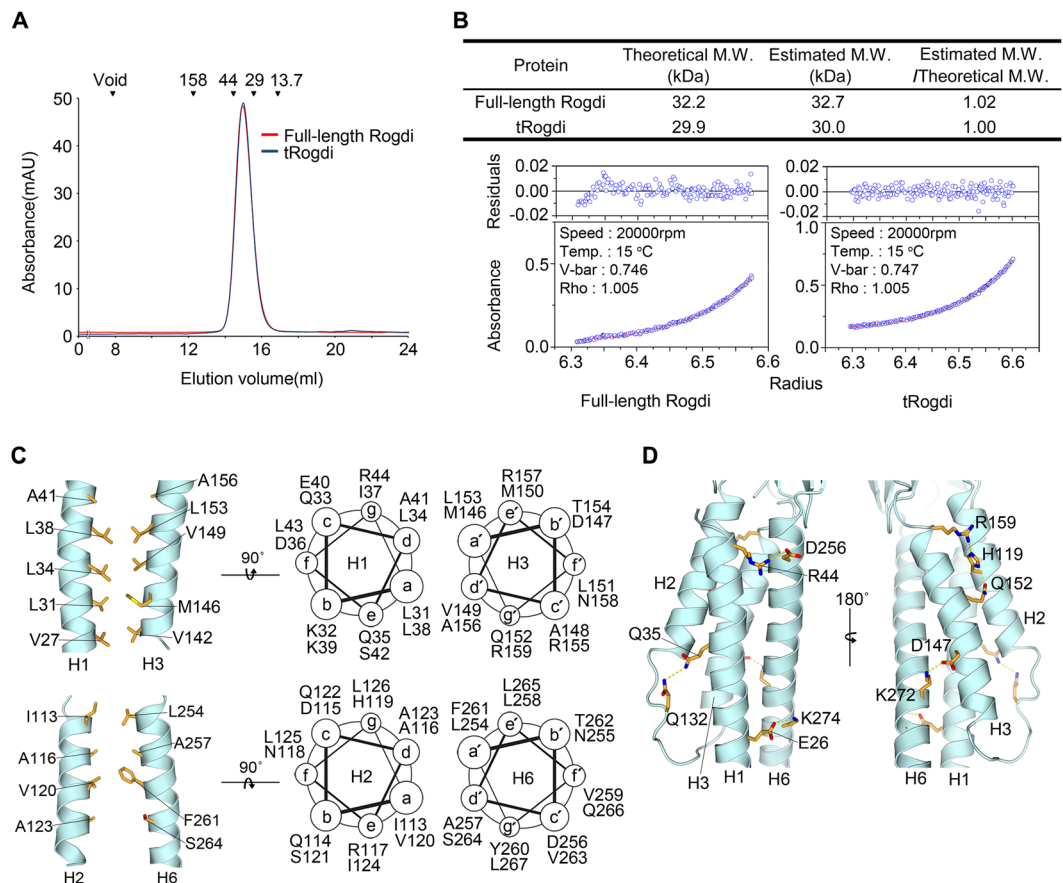 A
Void 158 44 29 13.7
50
40
30
20
10
0
Absorbance(mAU)
Full-length Rogdi
tRogdi
0 8 12 16 20 24
Elution volume(ml)
B
Protein Theoretical M.W. (kDa) Estimated M.W. (kDa) Estimated M.W. /Theoretical M.W.
Full-length Rogdi 32.2 32.7 1.02
tRogdi 29.9 30.0 1.00
Residuals
0.02
0.00
-0.02
0.02
0.00
-0.02
Absorbance
0.5
0.0
Speed : 20000rpm
Temp. : 15 °C
V-bar : 0.746
Rho : 1.005
6.3 6.4 6.5 6.6
Full-length Rogdi
1.0
0.5
0.0
Speed : 20000rpm
Temp. : 15 °C
V-bar : 0.747
Rho : 1.005
6.3 6.4 6.5 6.6
Radius
tRogdi
C
A41
L38
L34
L31
V27
H1
A156
L153
V149
M146
V142
H3
90°
E40
Q33
R44
I37
A41
L34
L43
D36
L31
L38
K32
K39
Q35
S42
c g d f a b e
H1
L153
M146
R157
M150
T154
D147
L151
N158
V149
A156
Q152
R159
A148
R155
a′ e′ b′ f′ d′ g′ c′
H3
I113
A116
V120
A123
H2
L254
A257
F261
S264
H6
90°
Q122
D115
L126
H119
A123
A116
L125
N118
I113
V120
Q114
S121
R117
I124
c g d f a b e
H2
F261
L254
L265
L258
T262
N255
V259
Q266
A257
S264
Y260
L267
D256
V263
a′ e′ b′ f′ d′ g′ c′
H6
D
H2
D256
R44
Q35
Q132
K274
E26
H3
H1
H6
180°
R159
H119
Q152
H2
D147
K272
H3
H6
H1